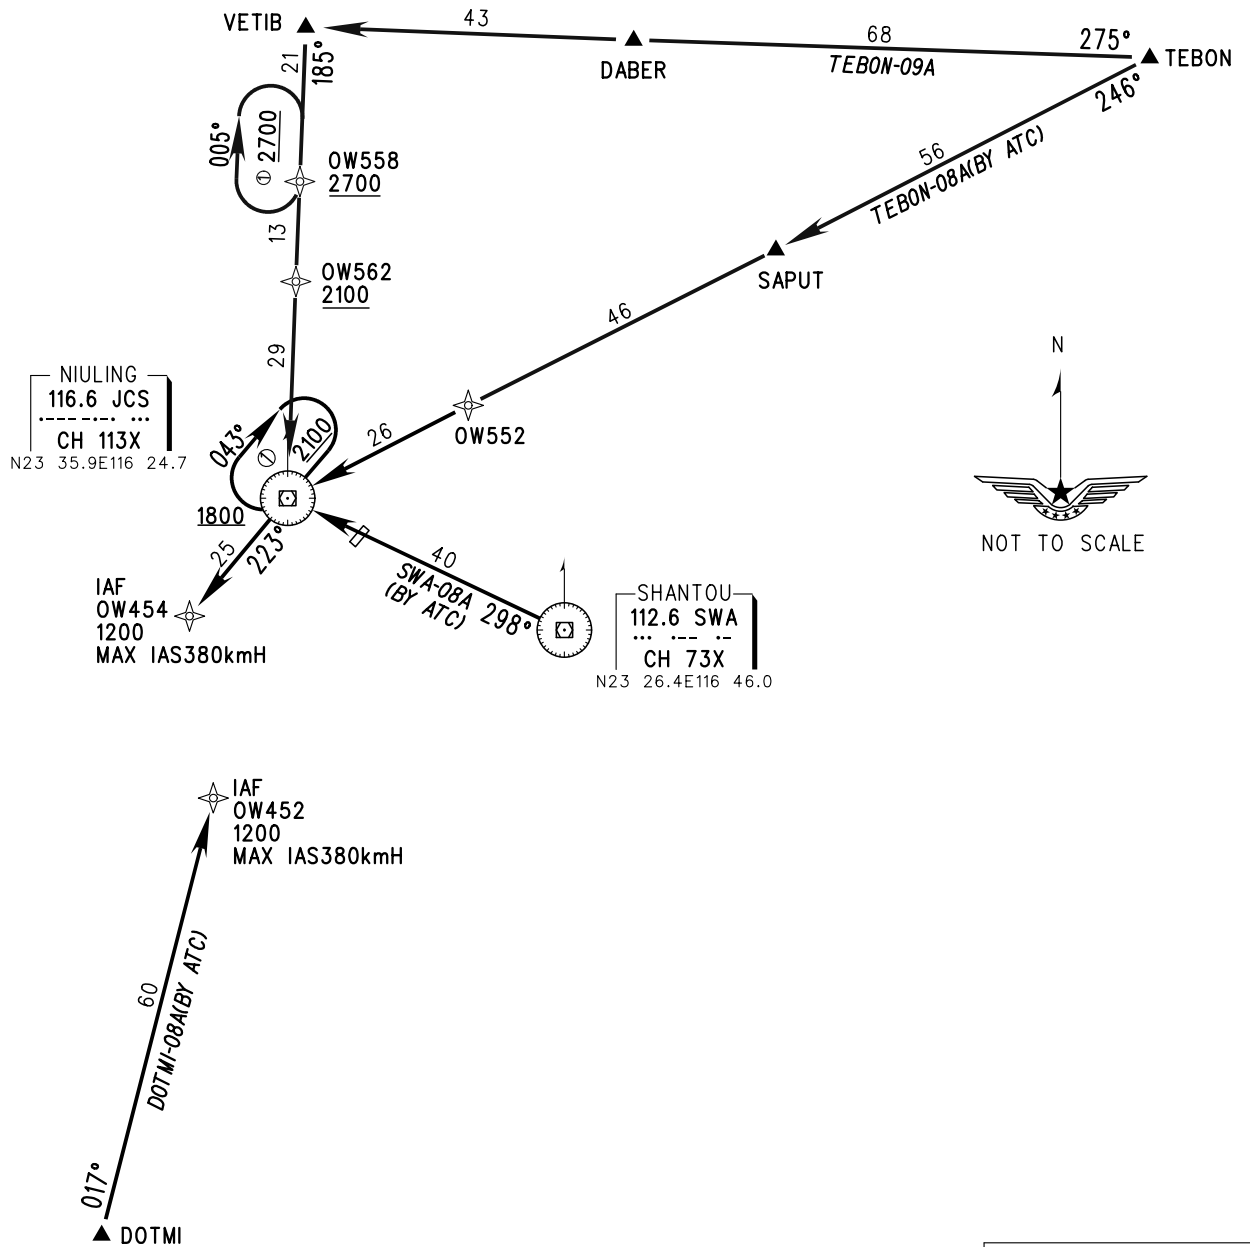 VETIB
43
DABER
68
TEBON-09A
275°
TEBON
246°
21
185°
56
TEBON-08A(BY ATC)
005°
1 2700
OW558
2700
13
OW562
2100
SAPUT
46
29
N
NIULING
116.6 JCS
.---- -.-. ...
CH 113X
N23 35.9E116 24.7
043°
1
2100
26
OW552
1800
NOT TO SCALE
25
223°
40
SWA-08A
(BY ATC)
298°
IAF
OW454
1200
MAX IAS380kmH
SHANTOU
112.6 SWA
... .-- .-
CH 73X
N23 26.4E116 46.0
IAF
OW452
1200
MAX IAS380kmH
60
DOTMI-08A(BY ATC)
017°
DOTMI